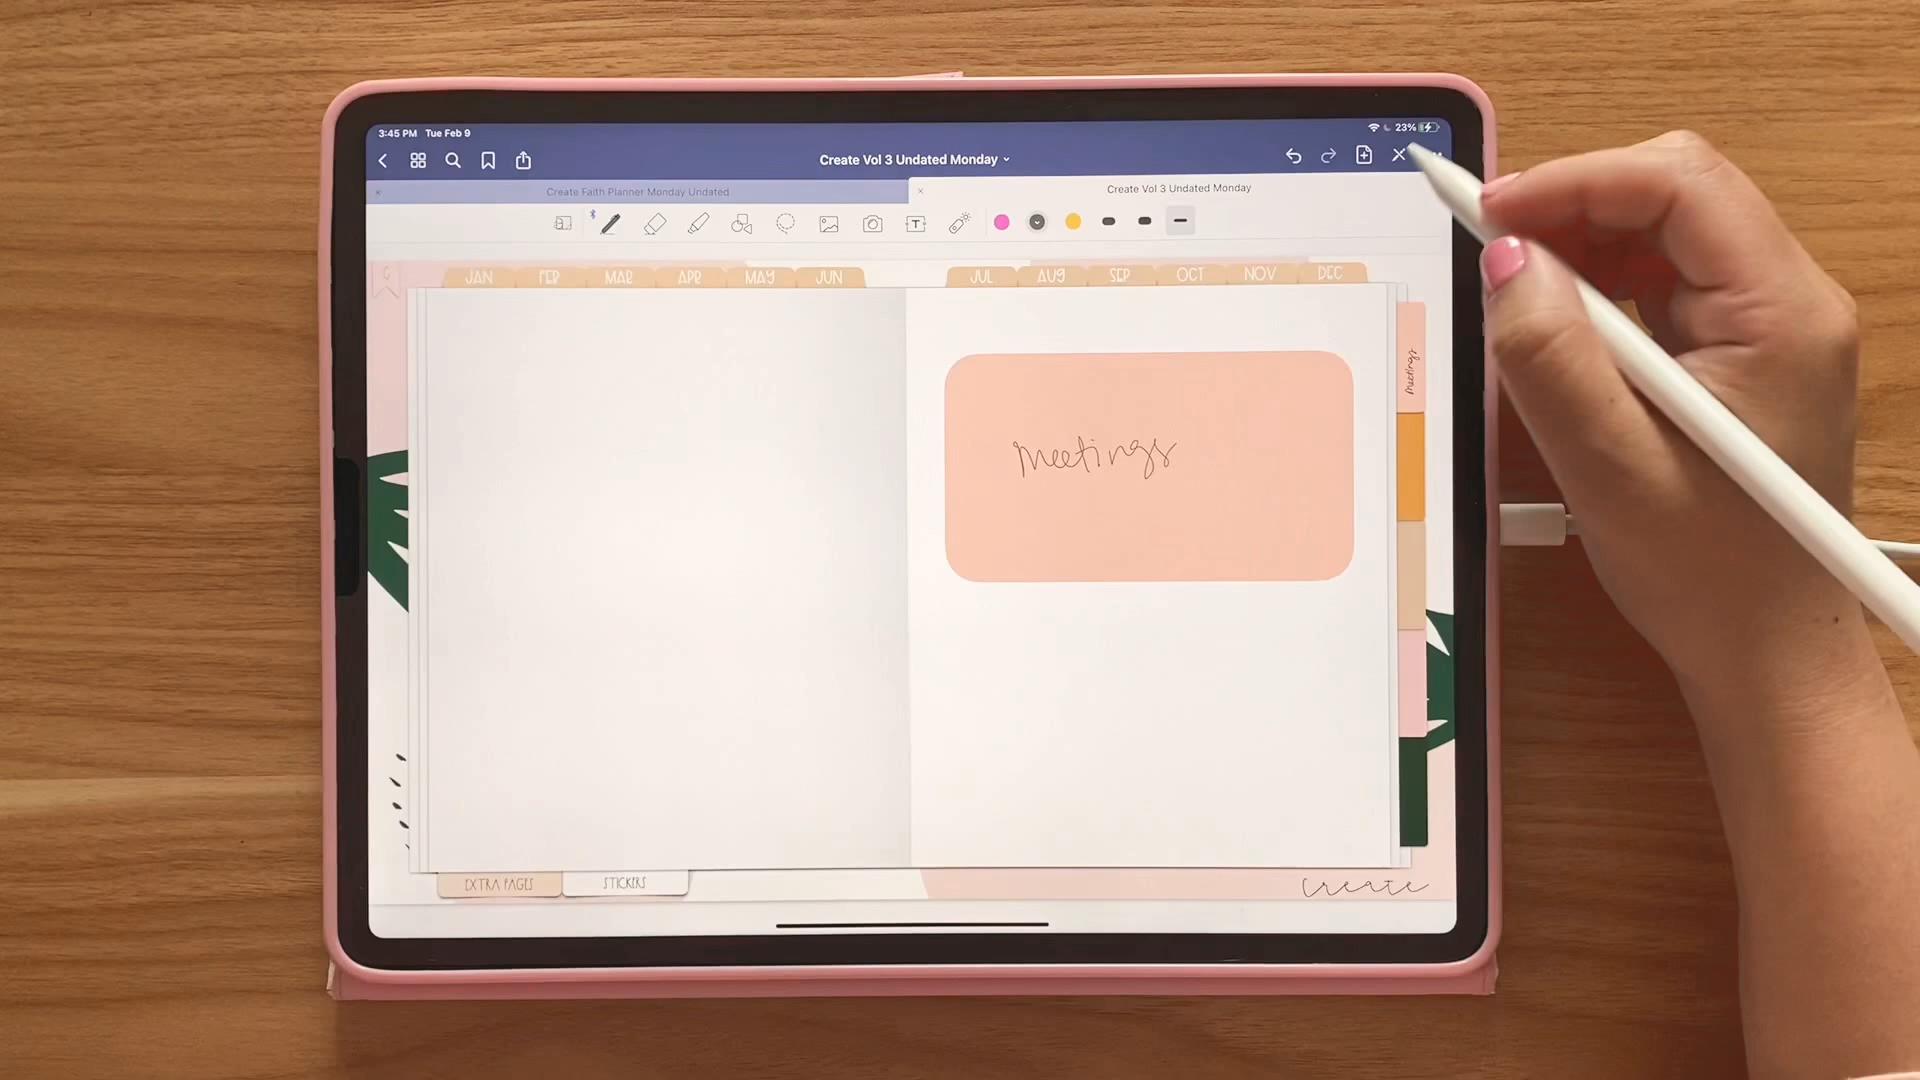 3:45 PM Tue Feb 9
23%
Create Vol 3 Undated Monday
Create Faith Planner Monday Undated
Create Vol 3 Undated Monday
JAN FEB MAR APR MAY JUN JUL AUG SEP OCT NOV DEC
Meetings
Meetings
EXTRA PAGES STICKERS
create